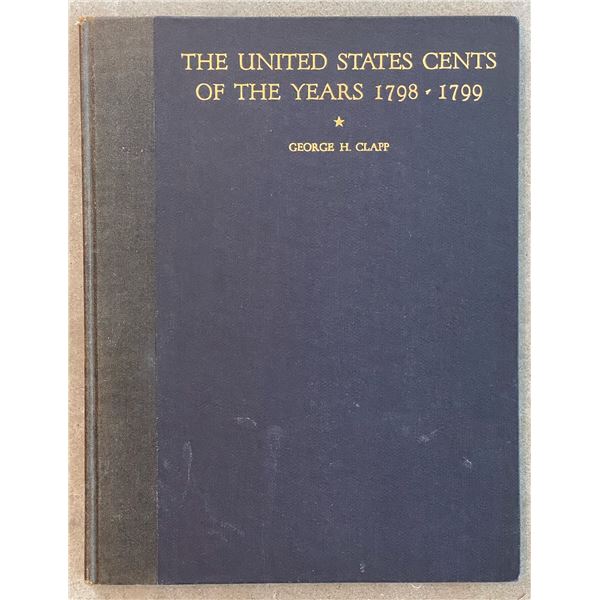 THE UNITED STATES CENTS
OF THE YEARS 1798 - 1799
GEORGE H. CLAPP